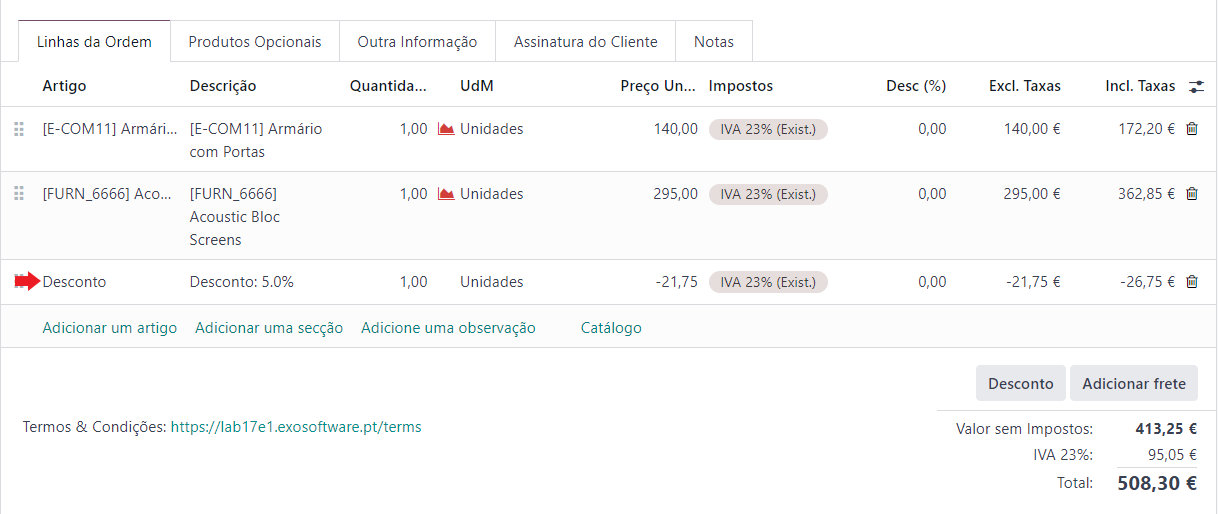 Linhas da Ordem Produtos Opcionais Outra Informação Assinatura do Cliente Notas
Artigo Descrição Quantida... UdM Preço Un... Impostos Desc (%) Excl. Taxas Incl. Taxas
[E-COM11] Armári... [E-COM11] Armário 1,00 Unidades 140,00 IVA 23% (Exist.) 0,00 140,00 € 172,20 €
com Portas
[FURN_6666] Aco... [FURN_6666] 1,00 Unidades 295,00 IVA 23% (Exist.) 0,00 295,00 € 362,85 €
Acoustic Bloc
Screens
Desconto Desconto: 5.0% 1,00 Unidades -21,75 IVA 23% (Exist.) 0,00 -21,75 € -26,75 €
Adicionar um artigo Adicionar uma secção Adicione uma observação Catálogo
Desconto Adicionar frete
Termos & Condições: https://lab17e1.exosoftware.pt/terms
Valor sem Impostos: 413,25 €
IVA 23%: 95,05 €
Total: 508,30 €